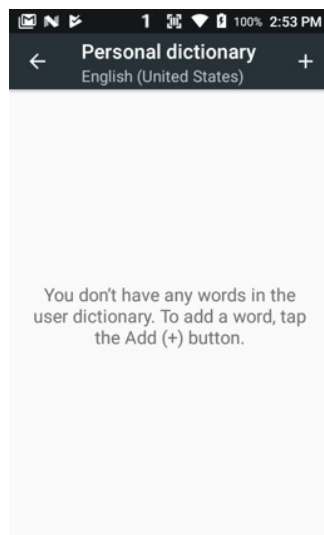 1 100% 2:53 PM
Personal dictionary
English (United States)
You don't have any words in the
user dictionary. To add a word, tap
the Add (+) button.